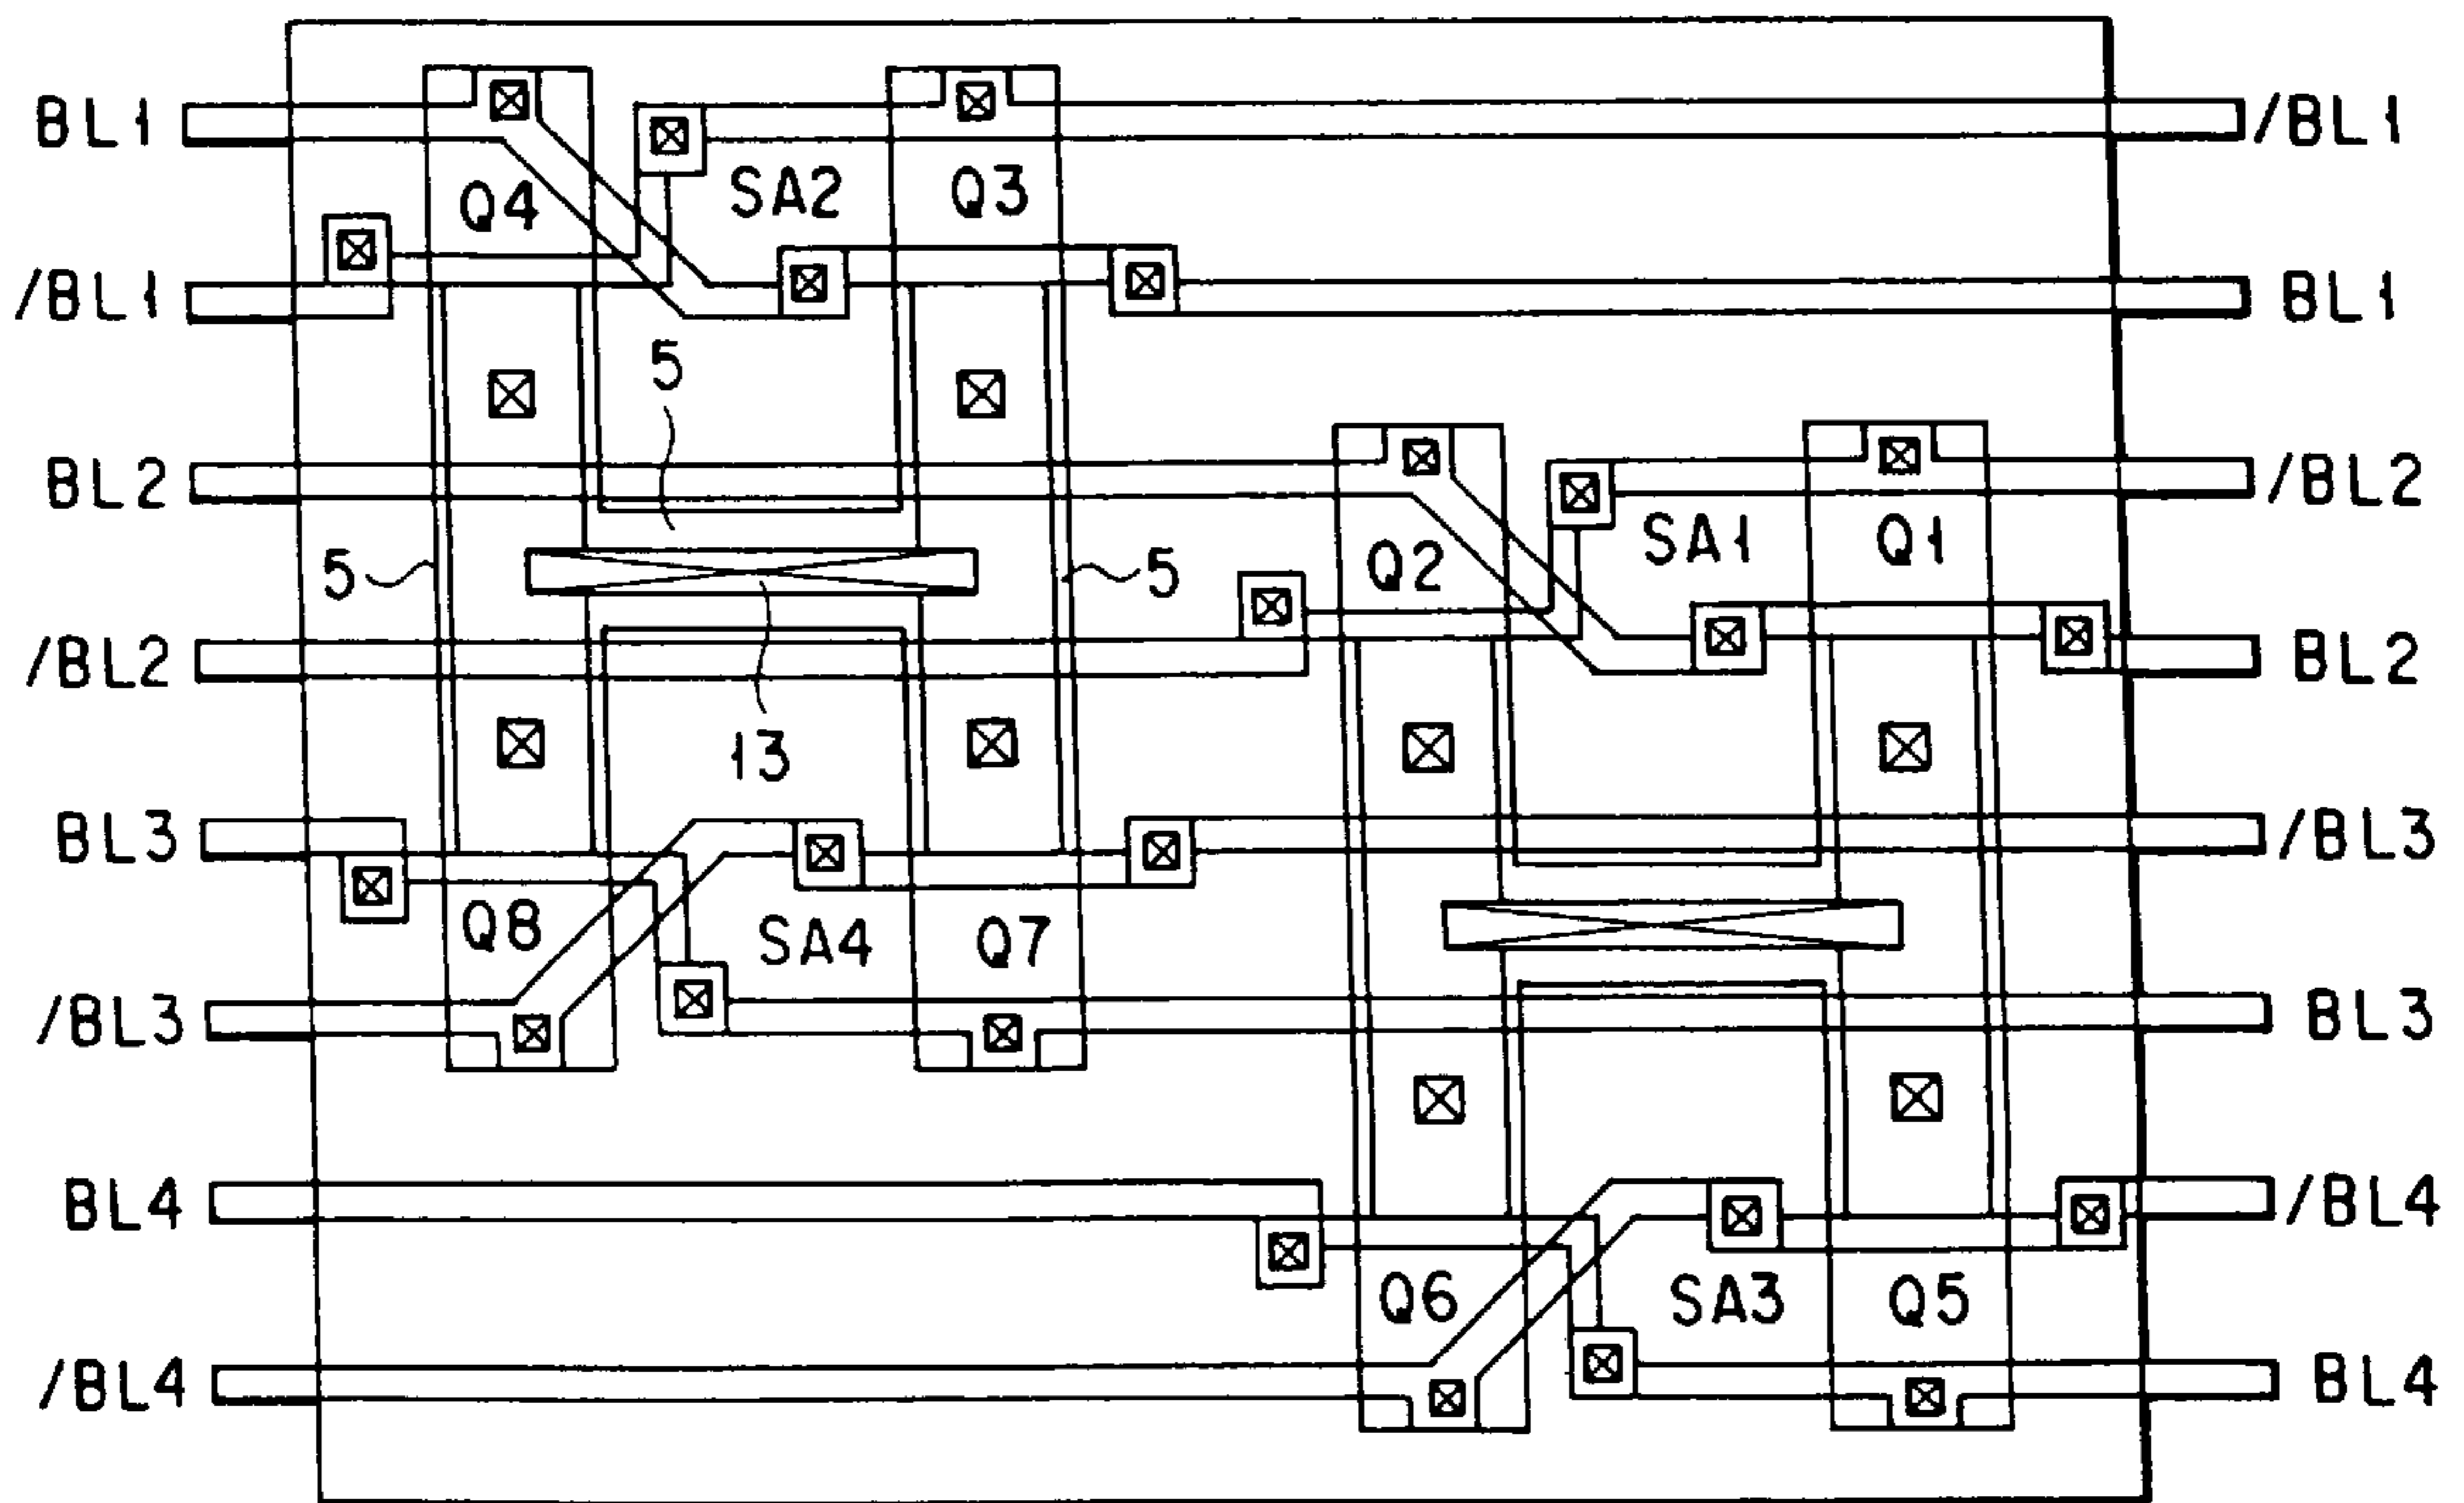 BL1 /BL1
Q4 SA2 Q3
/BL1 BL1
5
BL2 /BL2
SA1 Q1
5 5 Q2
/BL2 BL2
13
BL3 /BL3
Q8 SA4 Q7
/BL3 BL3
BL4 /BL4
Q6 SA3 Q5
/BL4 BL4